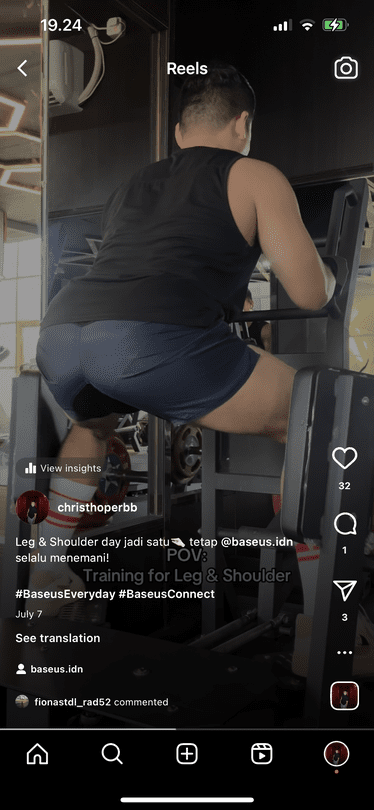 19.24
Reels
View insights
christhoperbb
Leg & Shoulder day jadi satu🏻 tetap @baseus.idn
selalu menemani!
POV:
Training for Leg & Shoulder
#BaseusEveryday #BaseusConnect
July 7
See translation
baseus.idn
fionastdl_rad52 commented
32
1
3